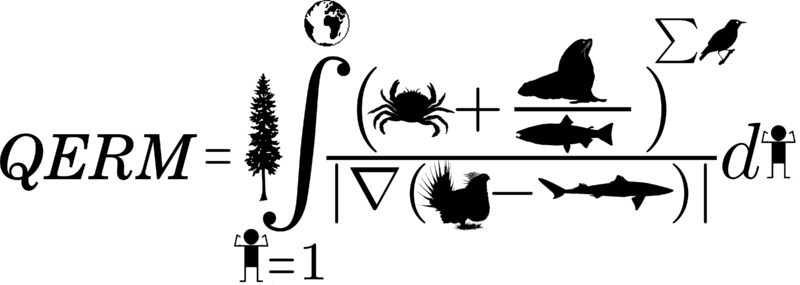 QERM = ∫ ( + )Σ d
|∇( − )|
=1